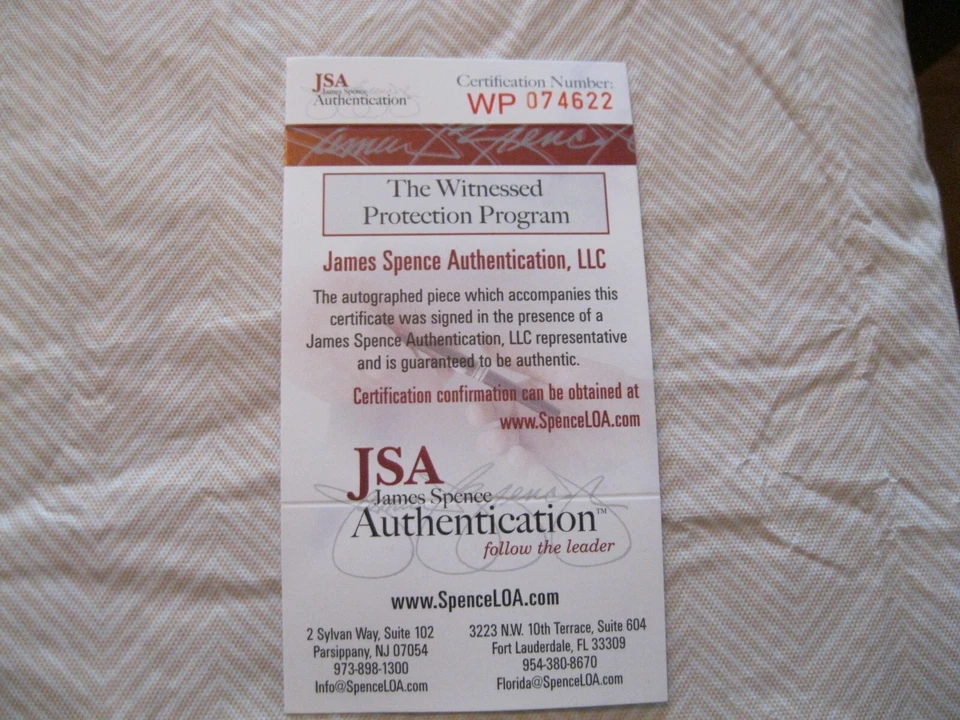 JSA
James Spence
Authentication
Certification Number:
WP 074622
The Witnessed
Protection Program
James Spence Authentication, LLC
The autographed piece which accompanies this
certificate was signed in the presence of a
James Spence Authentication, LLC representative
and is guaranteed to be authentic.
Certification confirmation can be obtained at
www.SpenceLOA.com
JSA
James Spence
Authentication™
follow the leader
www.SpenceLOA.com
2 Sylvan Way, Suite 102
Parsippany, NJ 07054
973-898-1300
Info@SpenceLOA.com
3223 N.W. 10th Terrace, Suite 604
Fort Lauderdale, FL 33309
954-380-8670
Florida@SpenceLOA.com